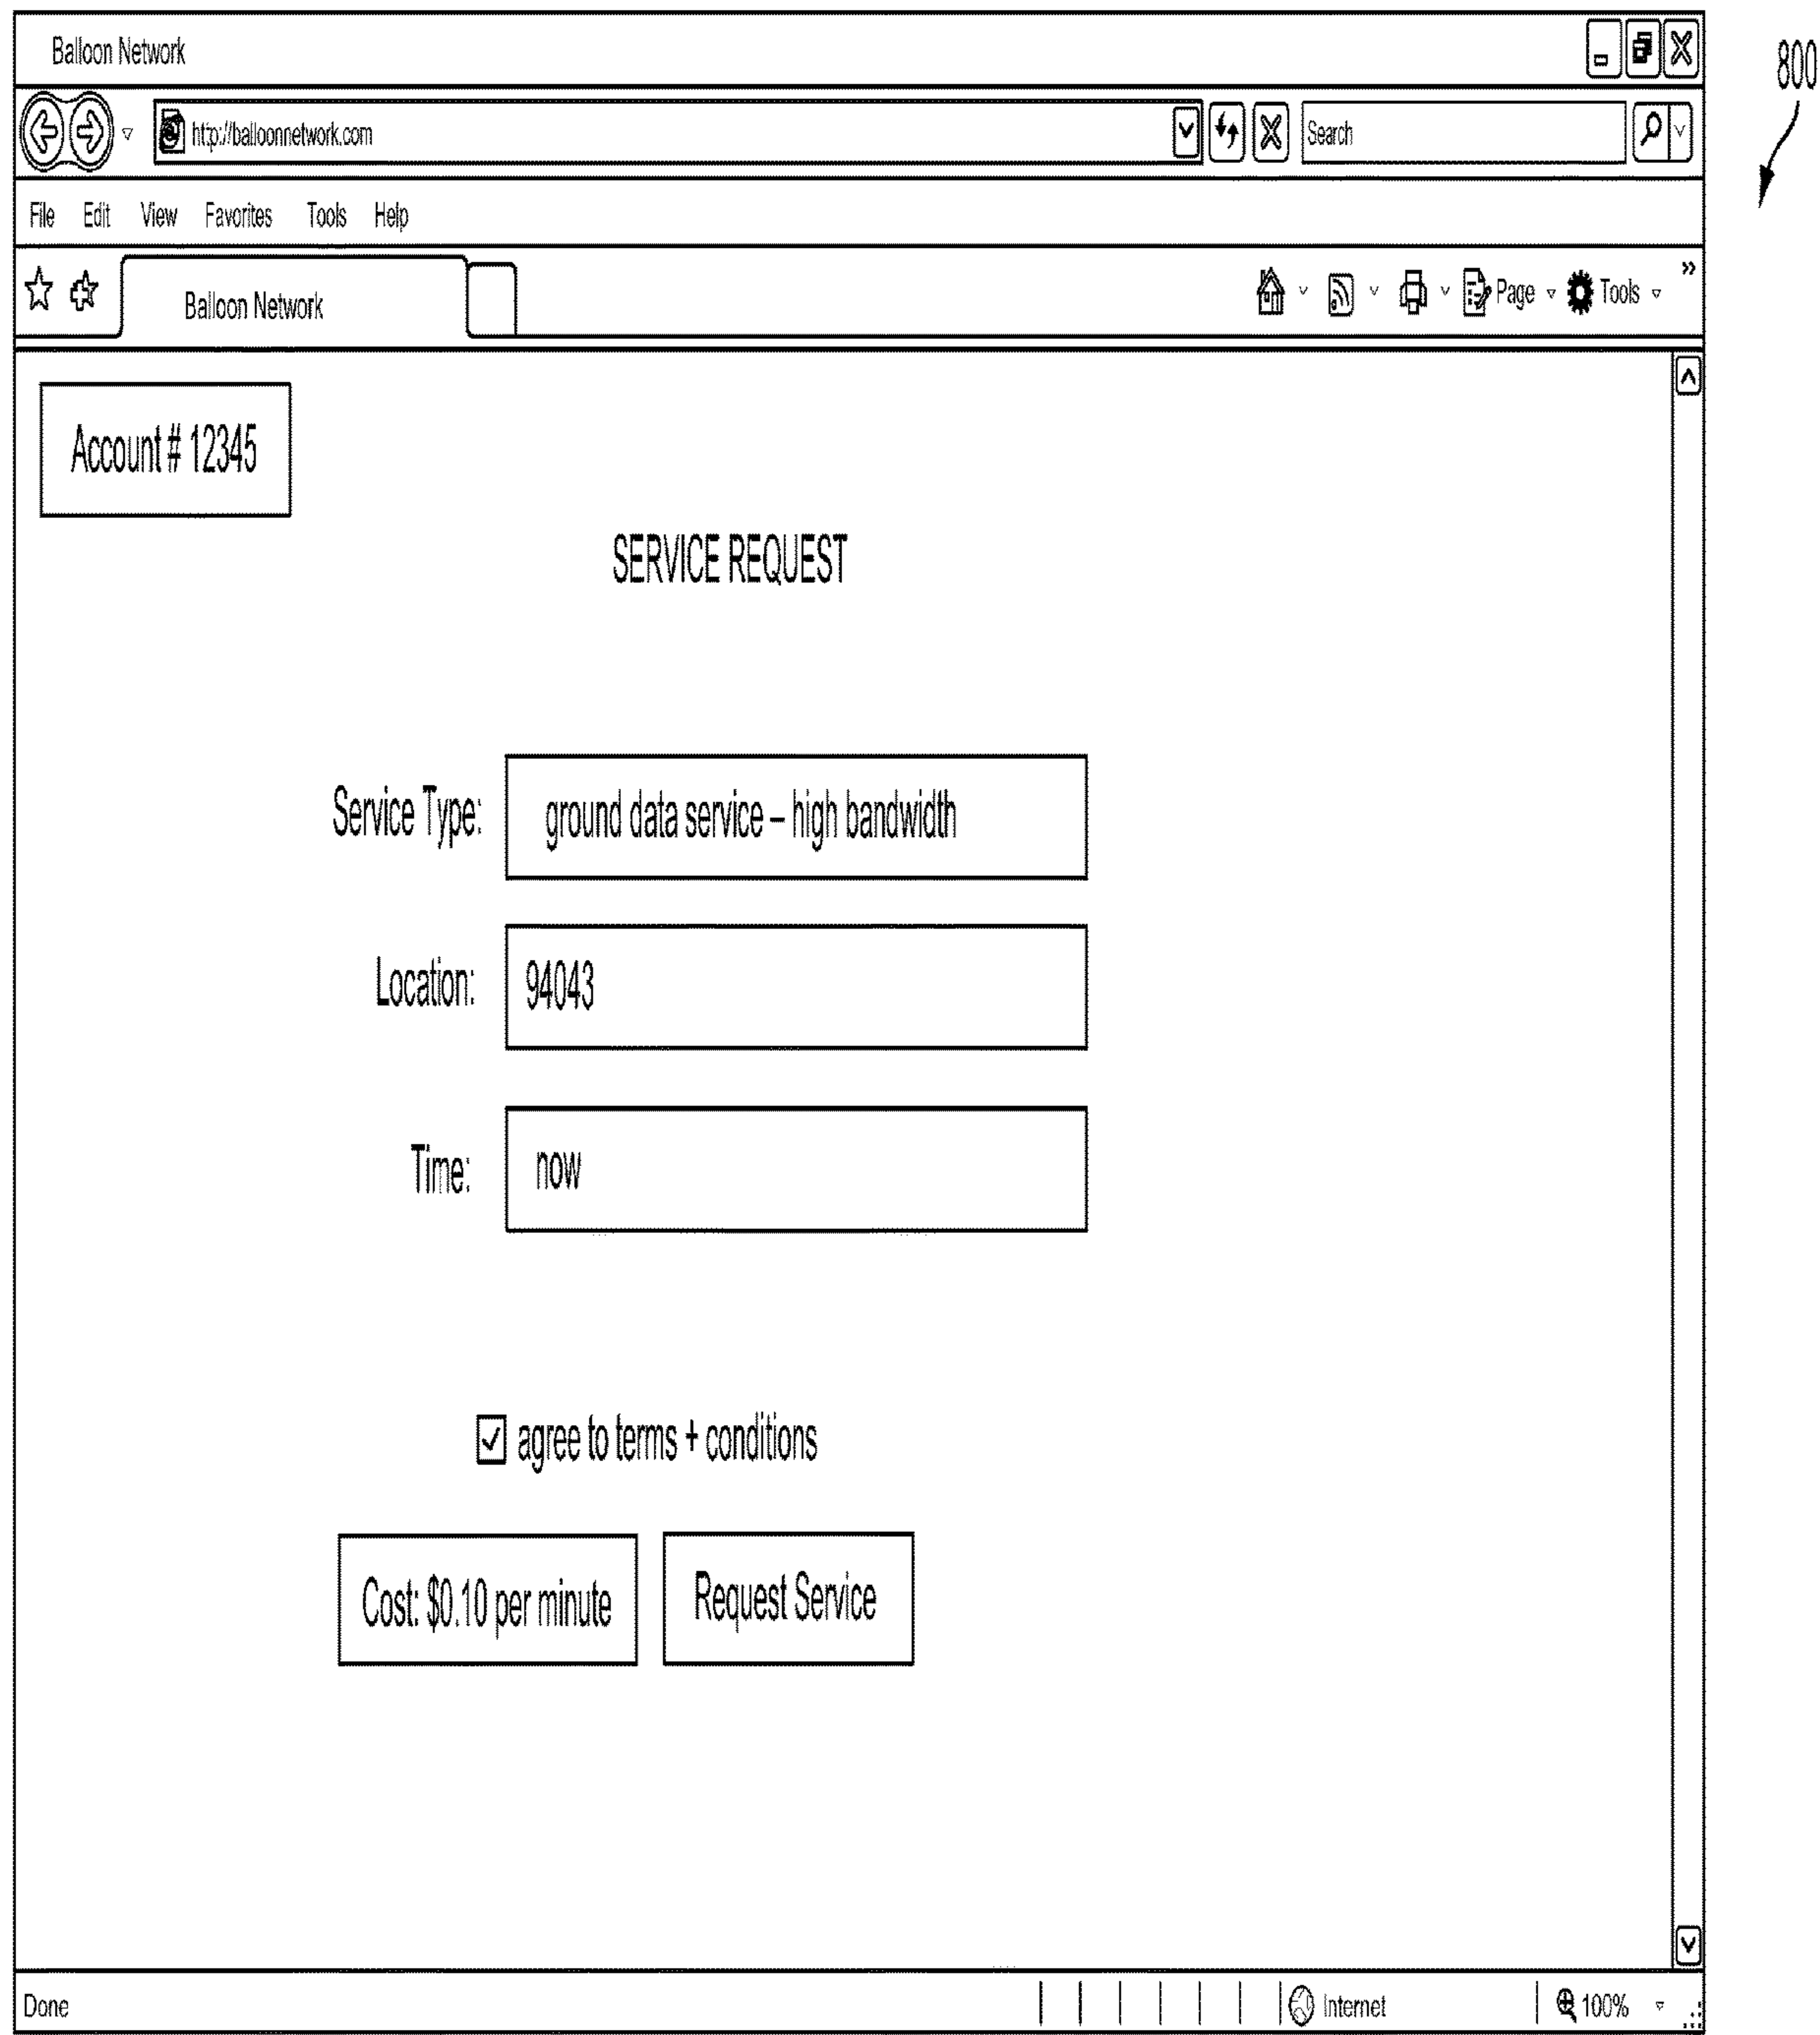 Balloon Network
800
http://balloonnetwork.com
Search
File Edit View Favorites Tools Help
Balloon Network
Page Tools »
Account # 12345
SERVICE REQUEST
Service Type: ground data service – high bandwidth
Location: 94043
Time: now
agree to terms + conditions
Cost: $0.10 per minute
Request Service
Done
Internet
100%